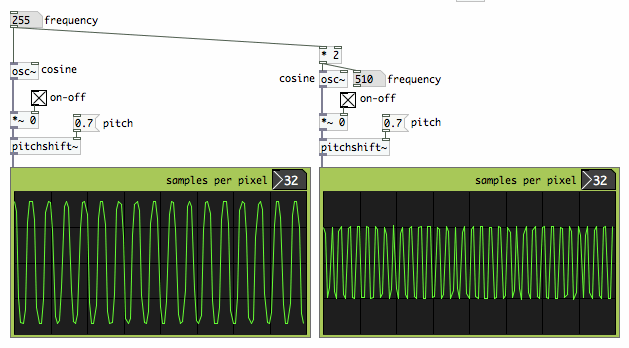 255 frequency
* 2
osc~ cosine
cosine osc~ 510 frequency
on-off
on-off
*~ 0 0.7 pitch
*~ 0 0.7 pitch
pitchshift~
pitchshift~
samples per pixel >32
samples per pixel >32